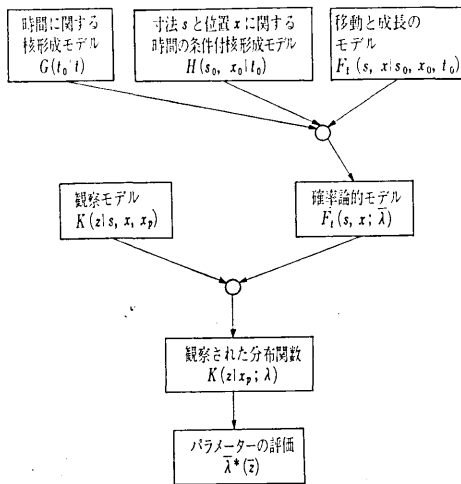 時間に関する
核形成モデル
G(t₀|t)
寸法 s と位置 x に関する
時間の条件付核形成モデル
H(s₀, x₀|t₀)
移動と成長の
モデル
Fₜ(s, x|s₀, x₀, t₀)
観察モデル
K(z|s, x, xₚ)
確率論的モデル
Fₜ(s, x; λ̄)
観察された分布関数
K(z|xₚ; λ)
パラメーターの評価
λ̄*(z̄)